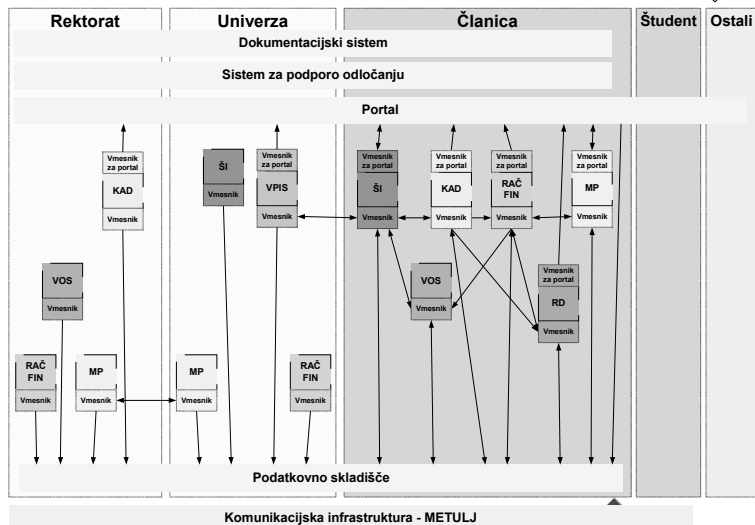 Rektorat
Univerza
Članica
Študent
Ostali
Dokumentacijski sistem
Sistem za podporo odločanju
Portal
Vmesnik
za portal
KAD
Vmesnik
ŠI
Vmesnik
Vmesnik
za portal
VPIS
Vmesnik
Vmesnik
za portal
ŠI
Vmesnik
Vmesnik
za portal
KAD
Vmesnik
Vmesnik
za portal
RAČ
FIN
Vmesnik
Vmesnik
za portal
MP
Vmesnik
VOS
Vmesnik
VOS
Vmesnik
Vmesnik
za portal
RD
Vmesnik
RAČ
FIN
Vmesnik
MP
Vmesnik
MP
Vmesnik
RAČ
FIN
Vmesnik
Podatkovno skladišče
Komunikacijska infrastruktura - METULJ